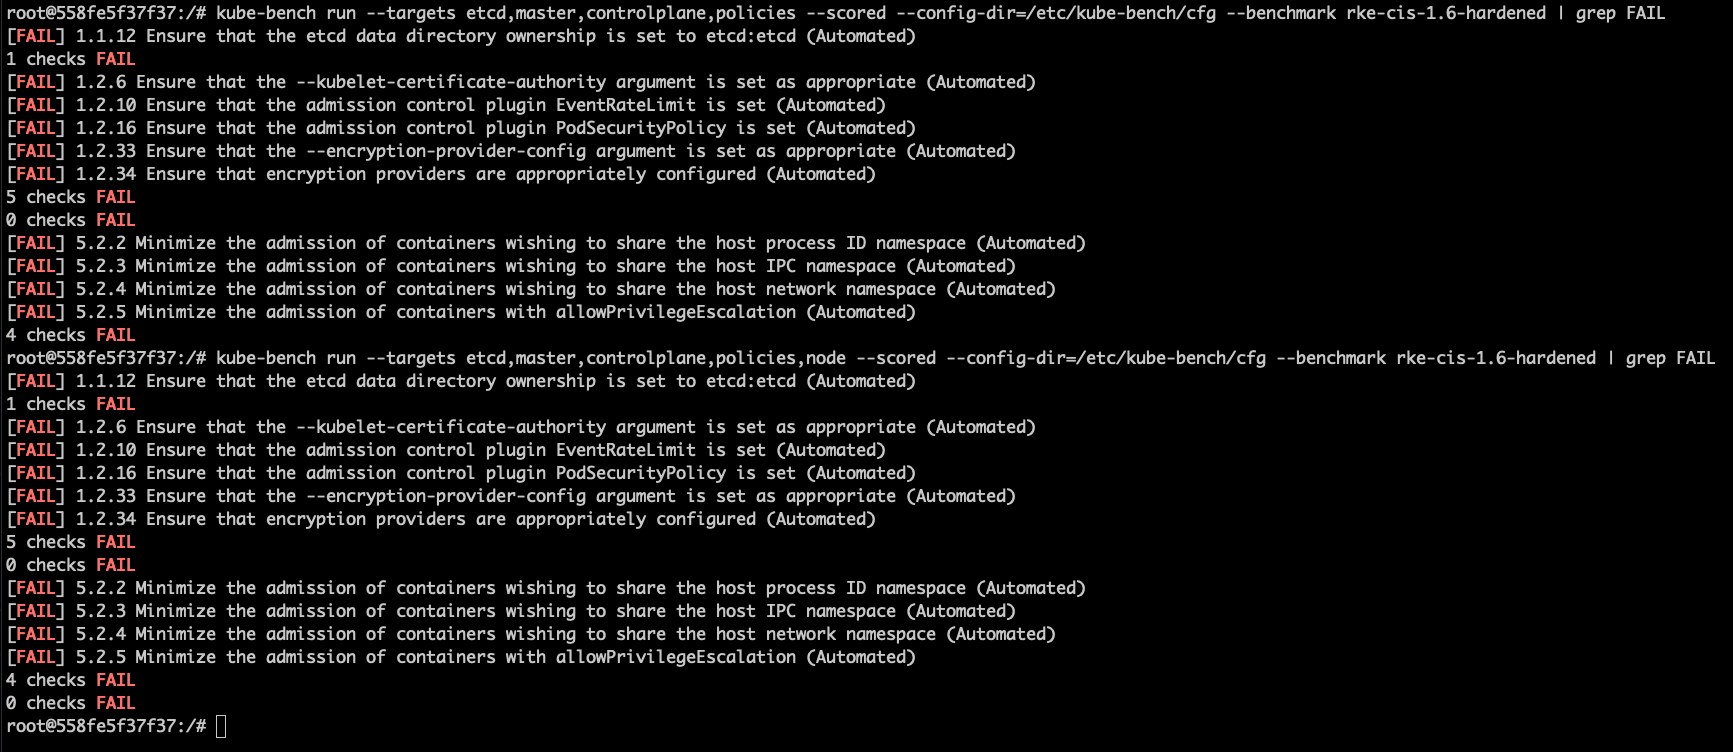 root@558fe5f37f37:/# kube-bench run --targets etcd,master,controlplane,policies --scored --config-dir=/etc/kube-bench/cfg --benchmark rke-cis-1.6-hardened | grep FAIL
[FAIL] 1.1.12 Ensure that the etcd data directory ownership is set to etcd:etcd (Automated)
1 checks FAIL
[FAIL] 1.2.6 Ensure that the --kubelet-certificate-authority argument is set as appropriate (Automated)
[FAIL] 1.2.10 Ensure that the admission control plugin EventRateLimit is set (Automated)
[FAIL] 1.2.16 Ensure that the admission control plugin PodSecurityPolicy is set (Automated)
[FAIL] 1.2.33 Ensure that the --encryption-provider-config argument is set as appropriate (Automated)
[FAIL] 1.2.34 Ensure that encryption providers are appropriately configured (Automated)
5 checks FAIL
0 checks FAIL
[FAIL] 5.2.2 Minimize the admission of containers wishing to share the host process ID namespace (Automated)
[FAIL] 5.2.3 Minimize the admission of containers wishing to share the host IPC namespace (Automated)
[FAIL] 5.2.4 Minimize the admission of containers wishing to share the host network namespace (Automated)
[FAIL] 5.2.5 Minimize the admission of containers with allowPrivilegeEscalation (Automated)
4 checks FAIL
root@558fe5f37f37:/# kube-bench run --targets etcd,master,controlplane,policies,node --scored --config-dir=/etc/kube-bench/cfg --benchmark rke-cis-1.6-hardened | grep FAIL
[FAIL] 1.1.12 Ensure that the etcd data directory ownership is set to etcd:etcd (Automated)
1 checks FAIL
[FAIL] 1.2.6 Ensure that the --kubelet-certificate-authority argument is set as appropriate (Automated)
[FAIL] 1.2.10 Ensure that the admission control plugin EventRateLimit is set (Automated)
[FAIL] 1.2.16 Ensure that the admission control plugin PodSecurityPolicy is set (Automated)
[FAIL] 1.2.33 Ensure that the --encryption-provider-config argument is set as appropriate (Automated)
[FAIL] 1.2.34 Ensure that encryption providers are appropriately configured (Automated)
5 checks FAIL
0 checks FAIL
[FAIL] 5.2.2 Minimize the admission of containers wishing to share the host process ID namespace (Automated)
[FAIL] 5.2.3 Minimize the admission of containers wishing to share the host IPC namespace (Automated)
[FAIL] 5.2.4 Minimize the admission of containers wishing to share the host network namespace (Automated)
[FAIL] 5.2.5 Minimize the admission of containers with allowPrivilegeEscalation (Automated)
4 checks FAIL
0 checks FAIL
root@558fe5f37f37:/#